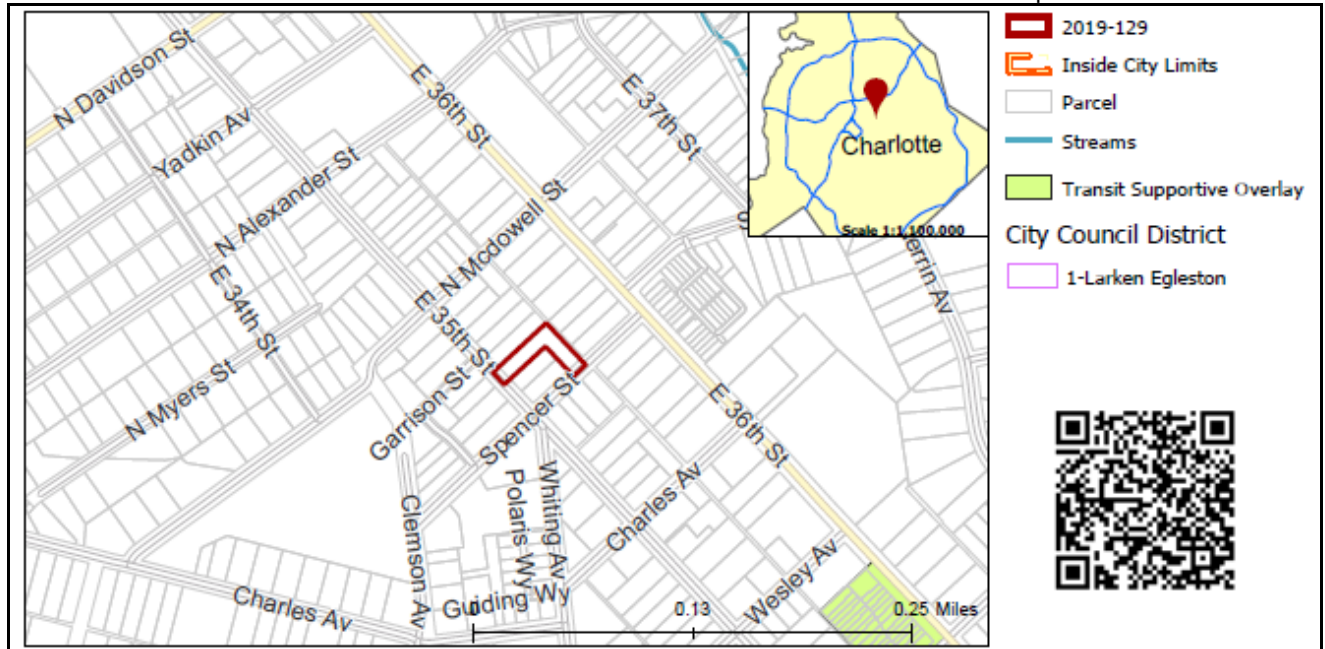 N Davidson St
Yadkin Av
N Alexander St
E 34th St
N Myers St
E 36th St
E 37th St
N Mcdowell St
E 35th St
Garrison St
Spencer St
Clemson Av
Polaris Wy
Whiting Av
Charles Av
E 36th St
Charles Av
Guiding Wy
Wesley Av
0
0.13
0.25 Miles
Charlotte
Scale 1:1,100,000
2019-129
Inside City Limits
Parcel
Streams
Transit Supportive Overlay
City Council District
1-Larken Egleston